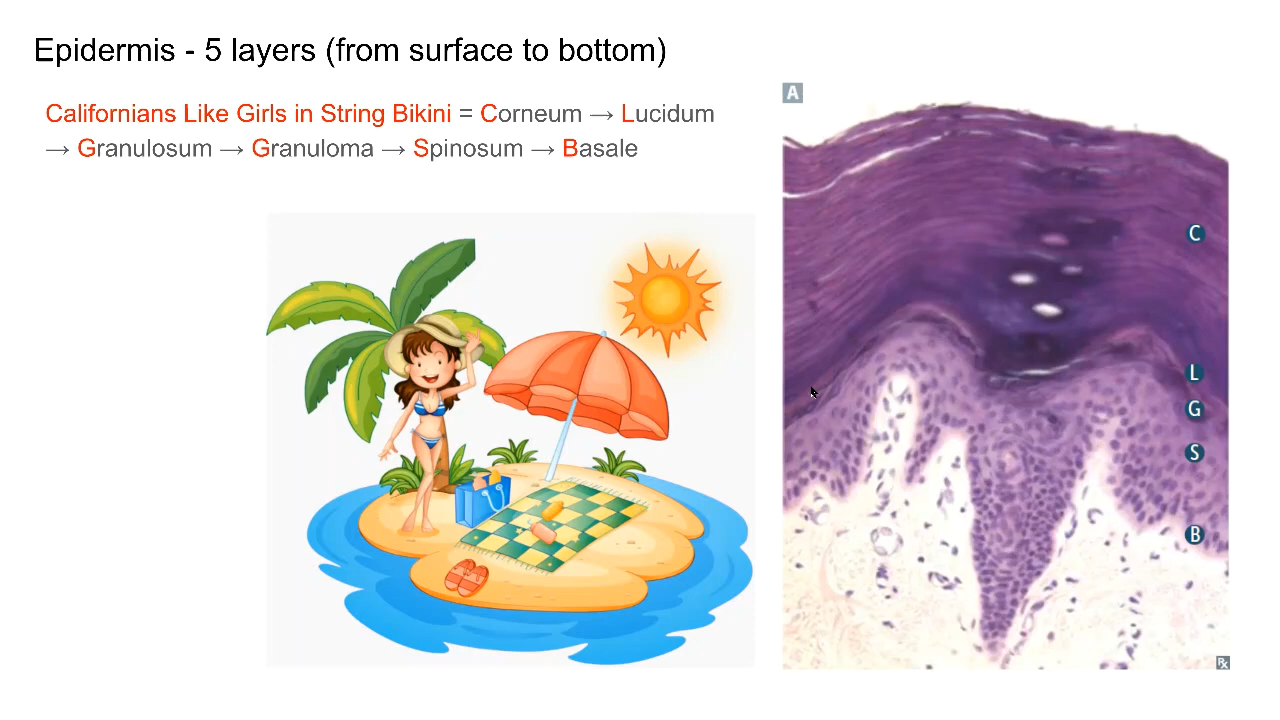 Epidermis - 5 layers (from surface to bottom)
Californians Like Girls in String Bikini = Corneum → Lucidum
→ Granulosum → Granuloma → Spinosum → Basale
A
C
L
G
S
B
Rx